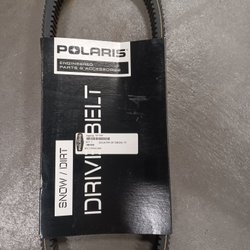 POLARIS
ENGINEERED
PARTS & ACCESSORIES
DRIVE BELT
SNOW / DIRT